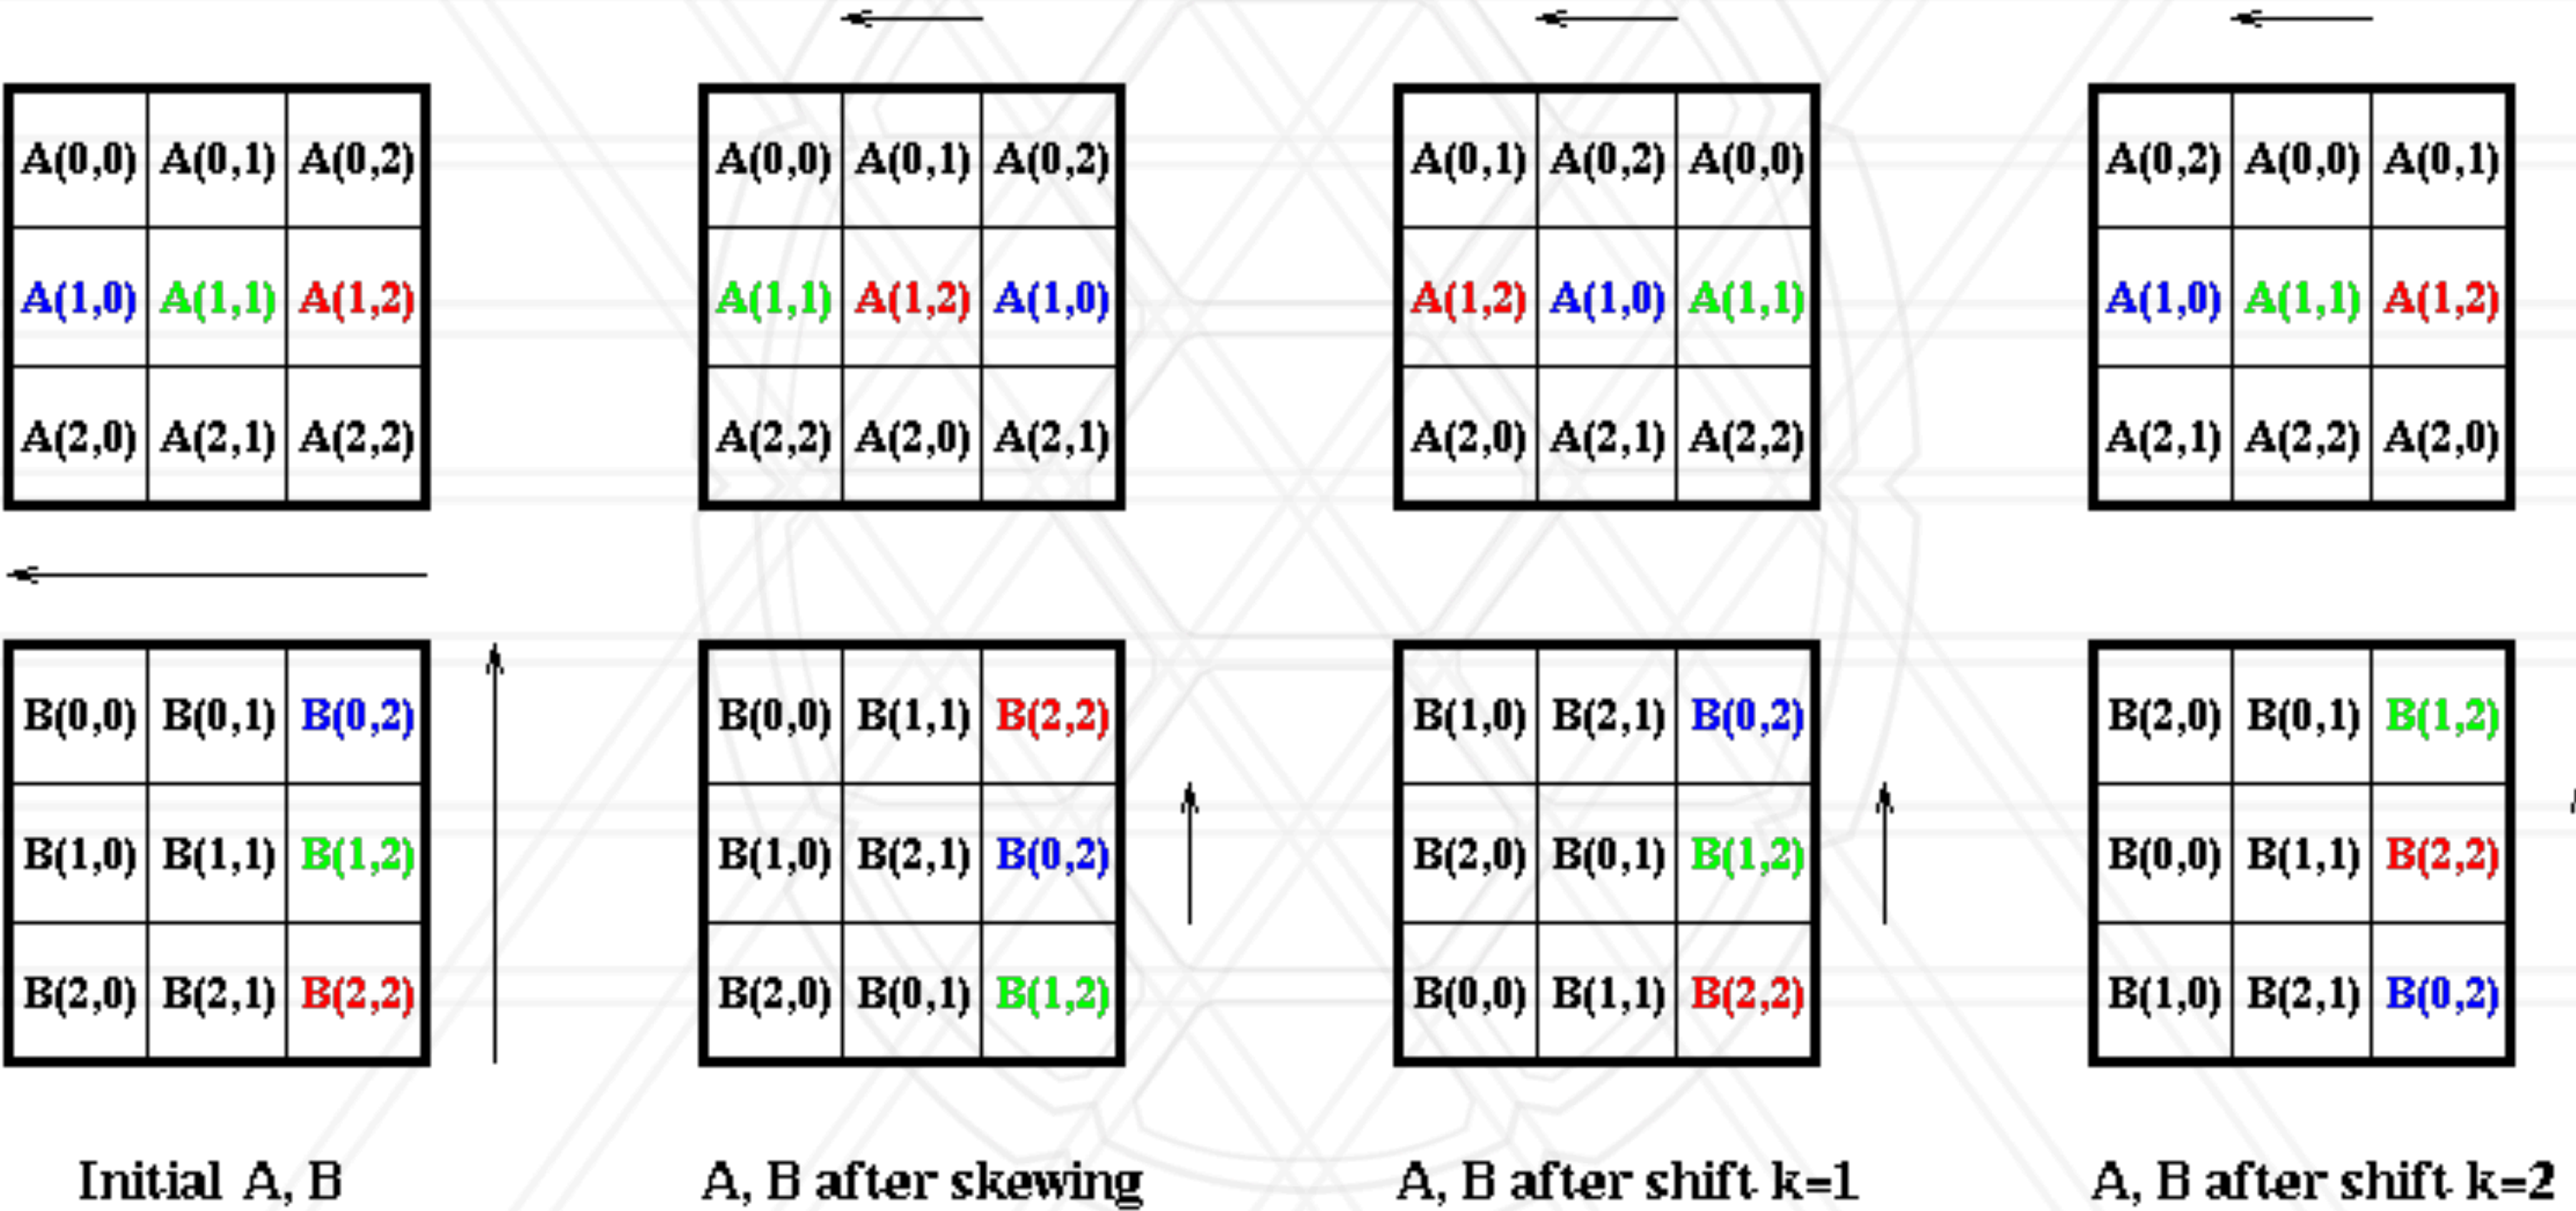 A(0,0) A(0,1) A(0,2) A(0,0) A(0,1) A(0,2) A(0,1) A(0,2) A(0,0) A(0,2) A(0,0) A(0,1)
A(1,0) A(1,1) A(1,2) A(1,1) A(1,2) A(1,0) A(1,2) A(1,0) A(1,1) A(1,0) A(1,1) A(1,2)
A(2,0) A(2,1) A(2,2) A(2,2) A(2,0) A(2,1) A(2,0) A(2,1) A(2,2) A(2,1) A(2,2) A(2,0)
B(0,0) B(0,1) B(0,2) B(0,0) B(1,1) B(2,2) B(1,0) B(2,1) B(0,2) B(2,0) B(0,1) B(1,2)
B(1,0) B(1,1) B(1,2) B(1,0) B(2,1) B(0,2) B(2,0) B(0,1) B(1,2) B(0,0) B(1,1) B(2,2)
B(2,0) B(2,1) B(2,2) B(2,0) B(0,1) B(1,2) B(0,0) B(1,1) B(2,2) B(1,0) B(2,1) B(0,2)
Initial A, B A, B after skewing A, B after shift k=1 A, B after shift k=2